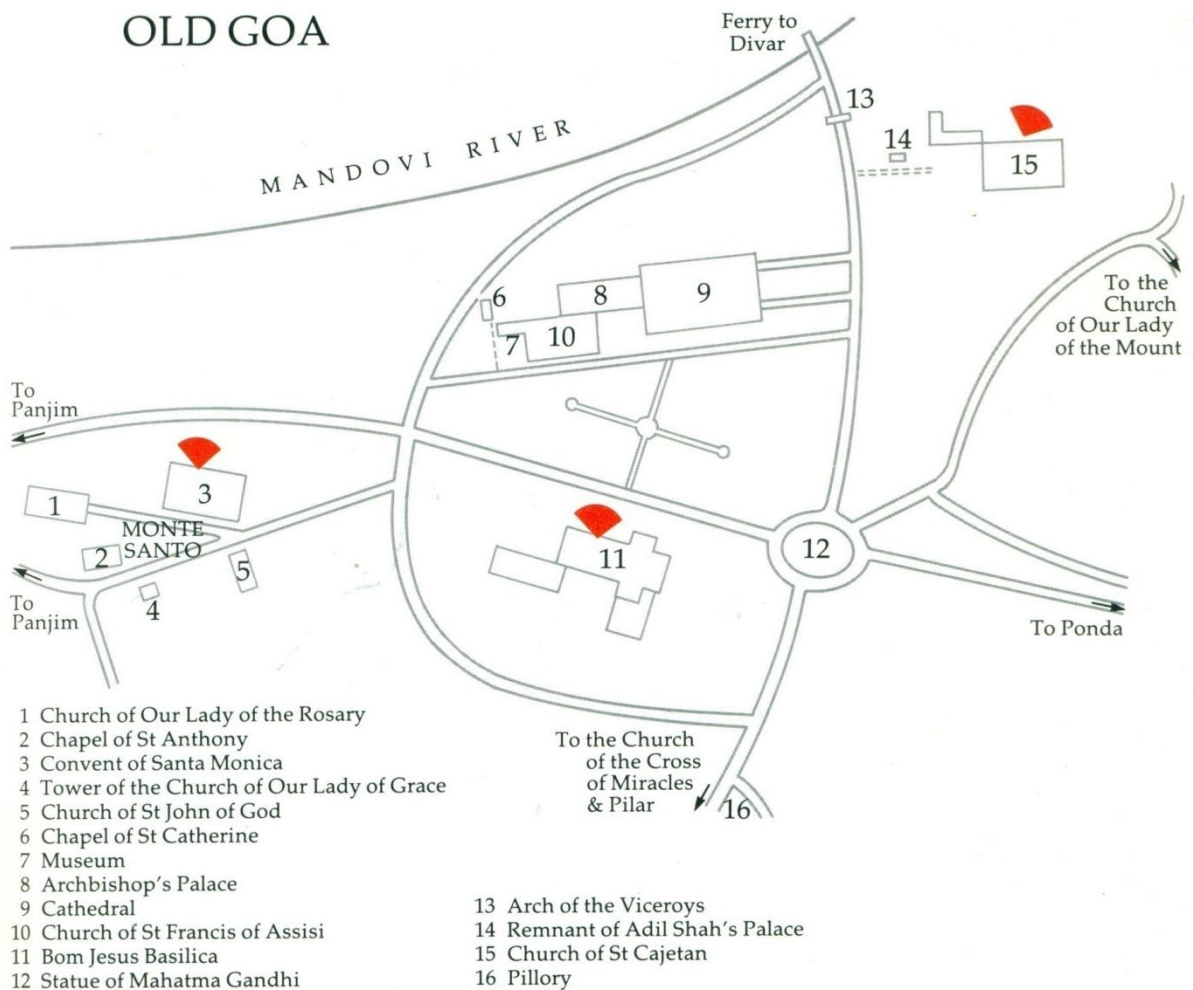 OLD GOA
Ferry to
Divar
MANDOVI RIVER
13
14
15
To the
Church
of Our Lady
of the Mount
6
8
9
7
10
To
Panjim
3
1
MONTE
SANTO
2
5
4
To
Panjim
11
12
To Ponda
To the Church
of the Cross
of Miracles
& Pilar
16
1 Church of Our Lady of the Rosary
2 Chapel of St Anthony
3 Convent of Santa Monica
4 Tower of the Church of Our Lady of Grace
5 Church of St John of God
6 Chapel of St Catherine
7 Museum
8 Archbishop's Palace
9 Cathedral
10 Church of St Francis of Assisi
11 Bom Jesus Basilica
12 Statue of Mahatma Gandhi
13 Arch of the Viceroys
14 Remnant of Adil Shah's Palace
15 Church of St Cajetan
16 Pillory